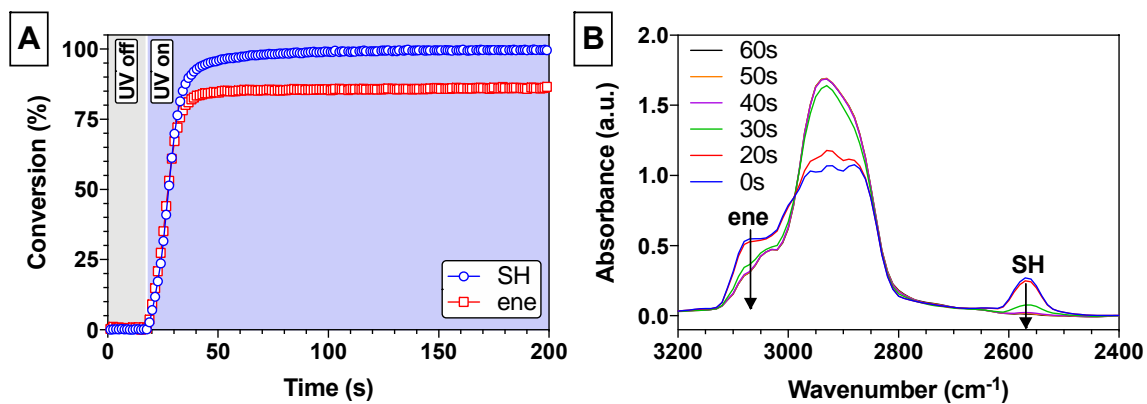 A
UV off
UV on
Conversion (%)
100
75
50
25
0
SH
ene
0 50 100 150 200
Time (s)
B
Absorbance (a.u.)
2.0
1.5
1.0
0.5
0.0
60s
50s
40s
30s
20s
0s
ene
SH
3200 3000 2800 2600 2400
Wavenumber (cm⁻¹)